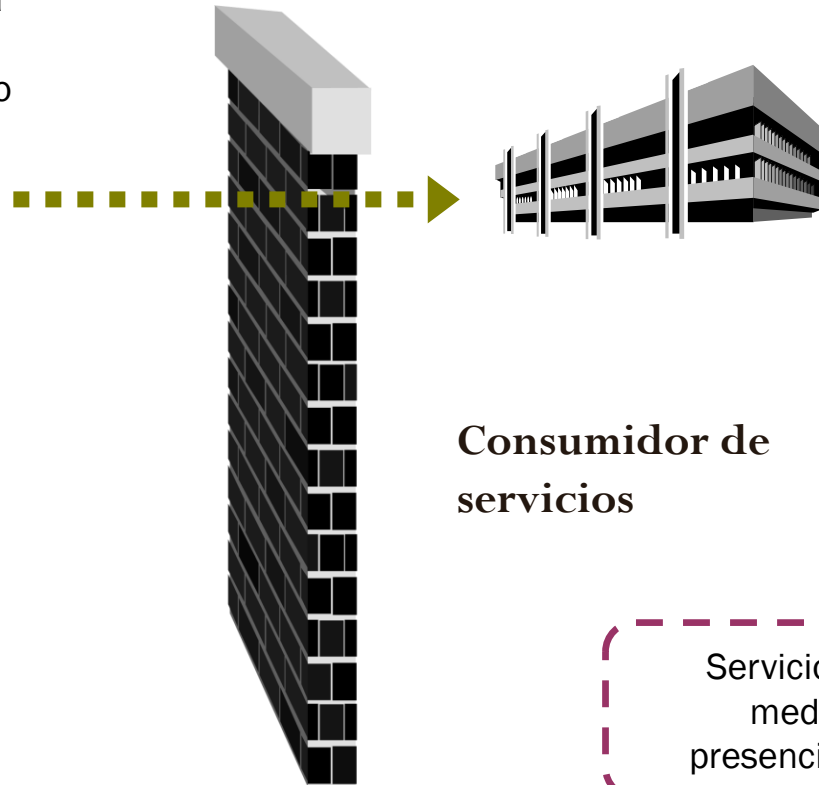 o
Consumidor de
servicios
Servicio
med
presenci